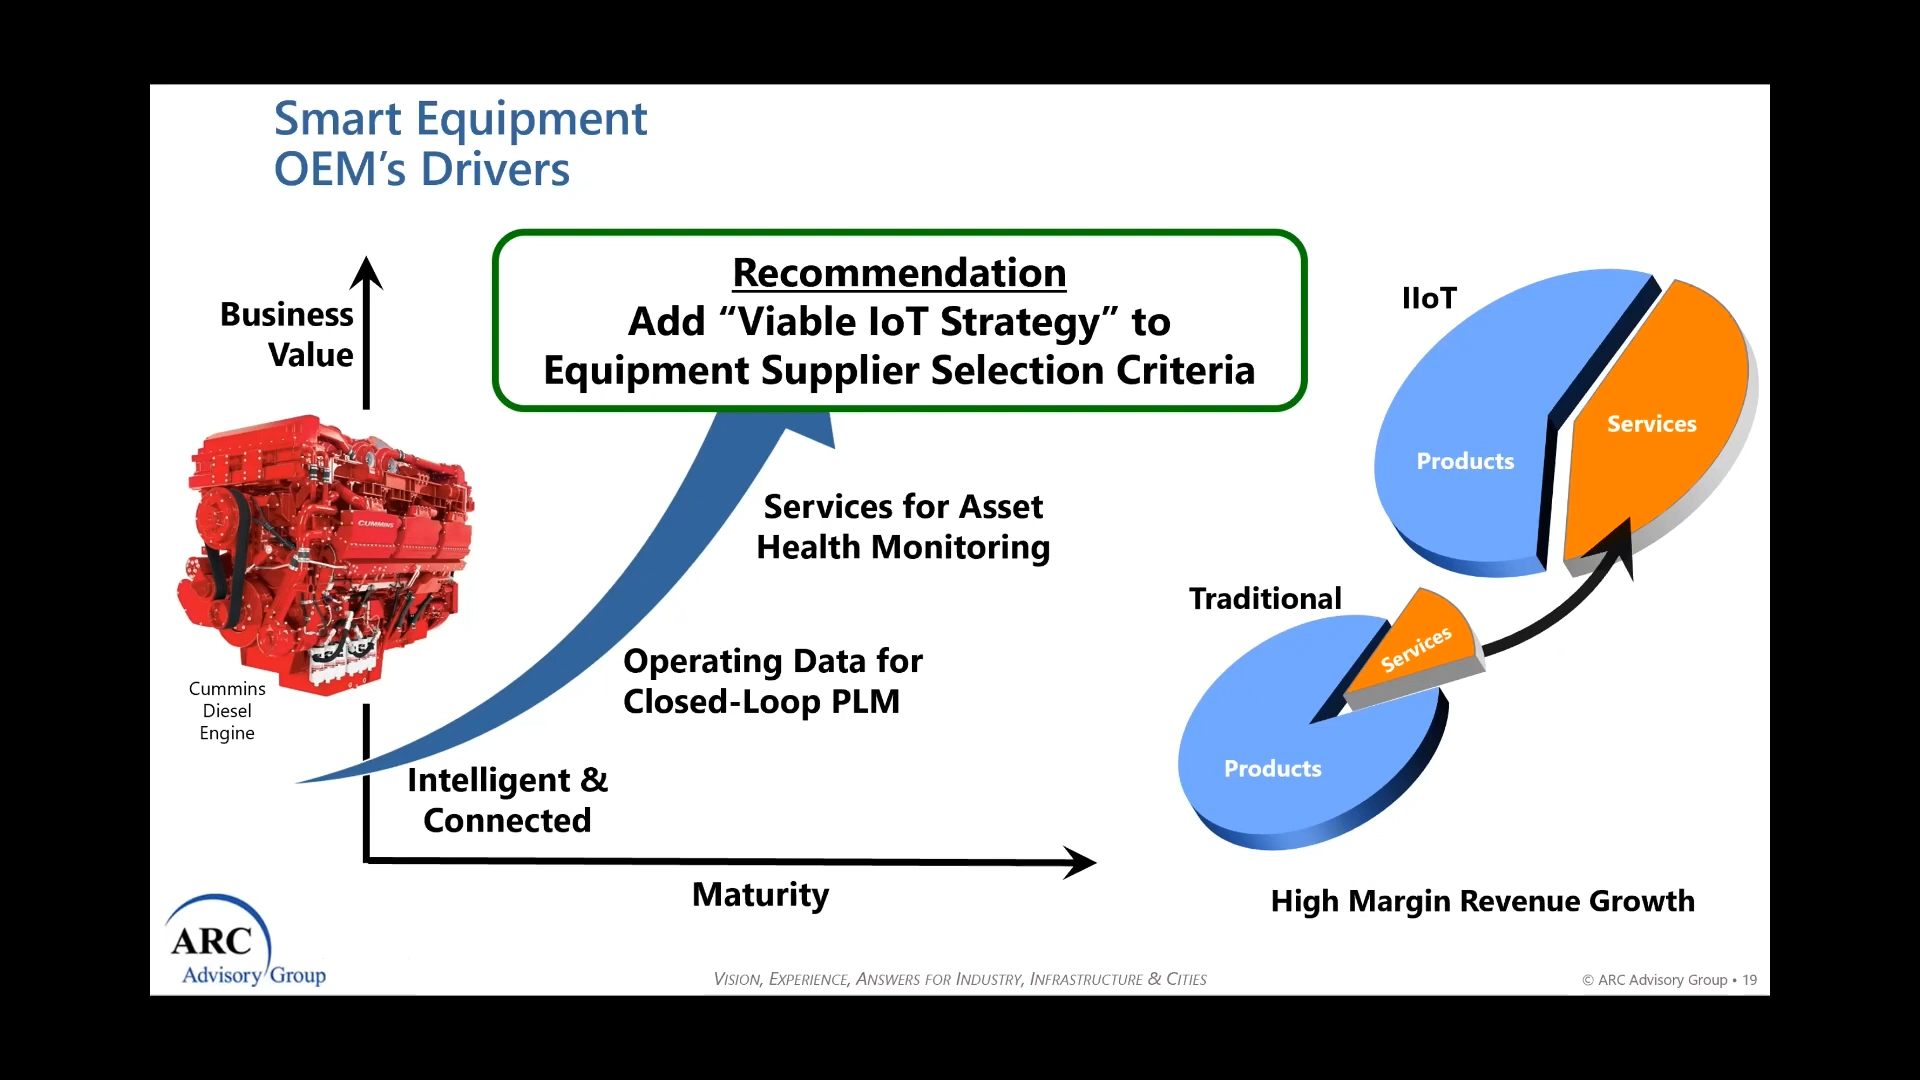 Smart Equipment
OEM’s Drivers
Recommendation
Add “Viable IoT Strategy” to
Equipment Supplier Selection Criteria
Business
Value
IIoT
Products
Services
CUMMINS
Services for Asset
Health Monitoring
Traditional
Services
Products
Operating Data for
Closed-Loop PLM
Cummins
Diesel
Engine
Intelligent &
Connected
Maturity
High Margin Revenue Growth
ARC
Advisory Group
VISION, EXPERIENCE, ANSWERS FOR INDUSTRY, INFRASTRUCTURE & CITIES
© ARC Advisory Group • 19